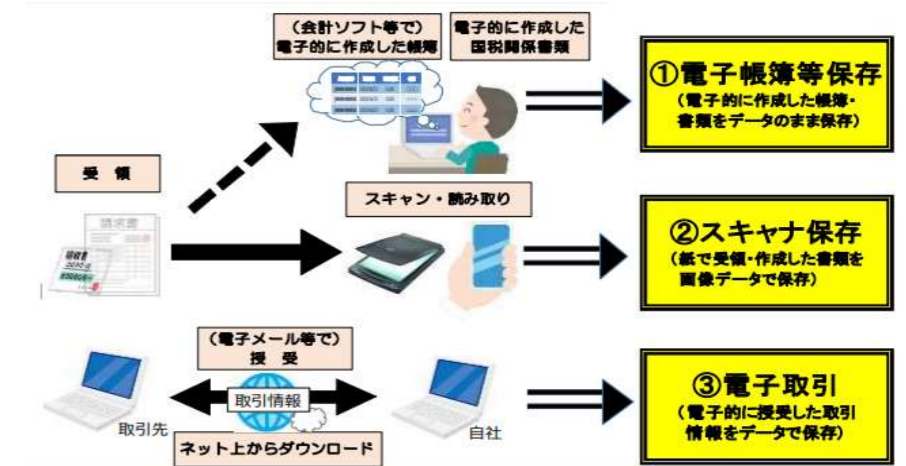 （会計ソフト等で）
電子的に作成した帳簿
電子的に作成した
国税関係書類
①電子帳簿等保存
（電子的に作成した帳簿・
書類をデータのまま保存）
受 領
請求書
領収書
スキャン・読み取り
②スキャナ保存
（紙で受領・作成した書類を
画像データで保存）
（電子メール等で）
授 受
取引情報
取引先
自社
ネット上からダウンロード
③電子取引
（電子的に授受した取引
情報をデータで保存）